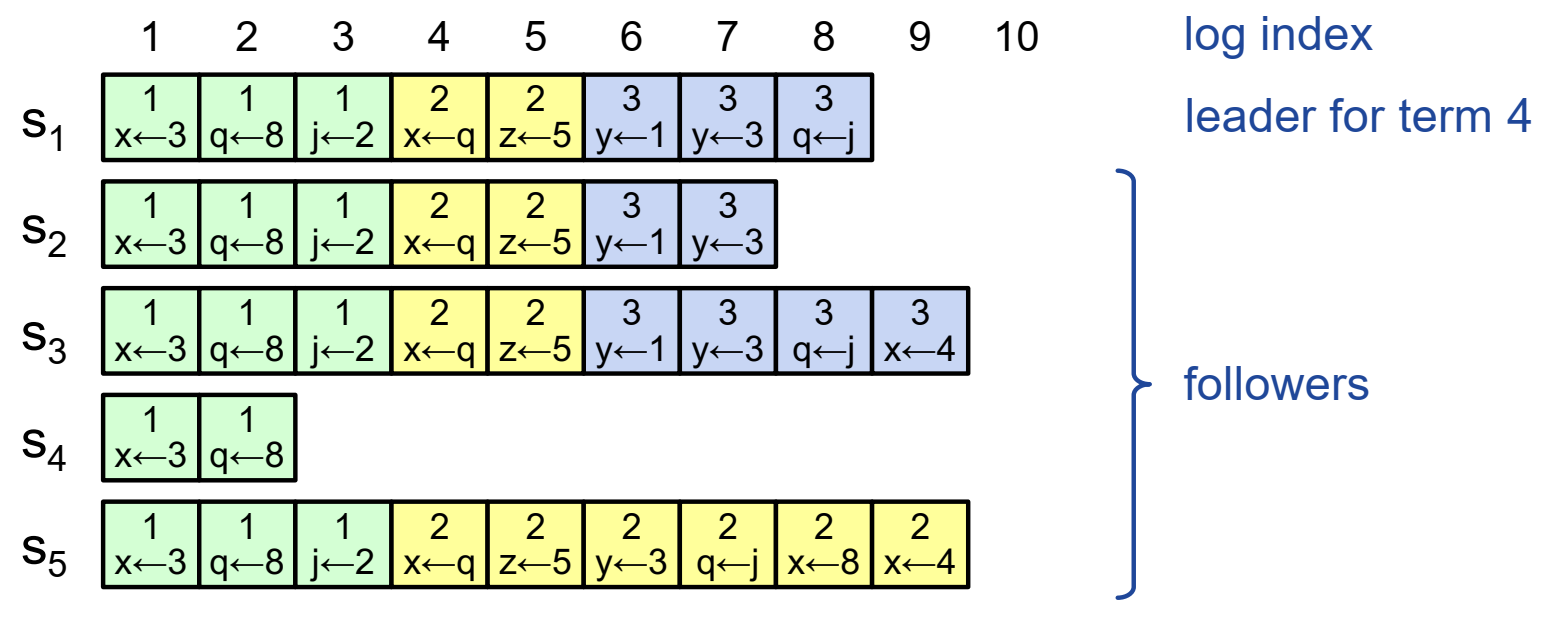 1 2 3 4 5 6 7 8 9 10 log index
s1 1 1 1 2 2 3 3 3 leader for term 4
x←3 q←8 j←2 x←q z←5 y←1 y←3 q←j
s2 1 1 1 2 2 3 3
x←3 q←8 j←2 x←q z←5 y←1 y←3
s3 1 1 1 2 2 3 3 3 3
x←3 q←8 j←2 x←q z←5 y←1 y←3 q←j x←4
followers
s4 1 1
x←3 q←8
s5 1 1 1 2 2 2 2 2 2
x←3 q←8 j←2 x←q z←5 y←3 q←j x←8 x←4